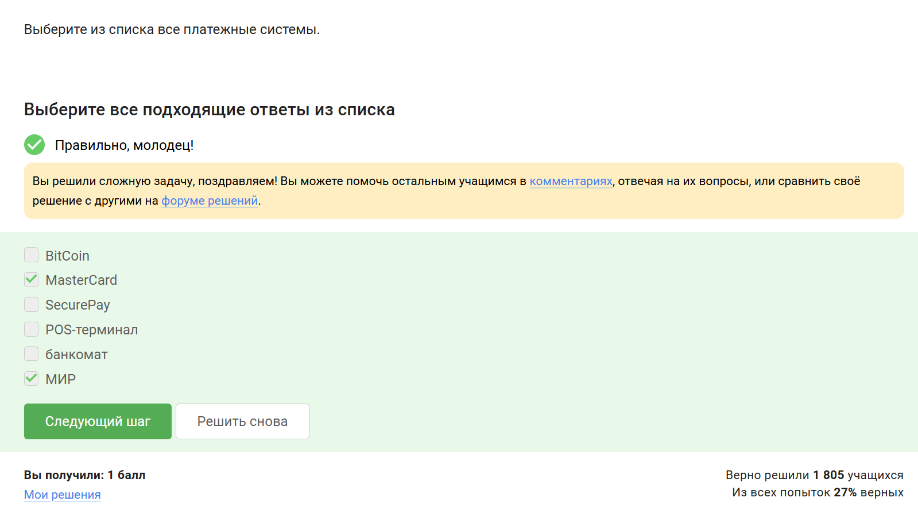 Выберите из списка все платежные системы.
Выберите все подходящие ответы из списка
Правильно, молодец!
Вы решили сложную задачу, поздравляем! Вы можете помочь остальным учащимся в комментариях, отвечая на их вопросы, или сравнить своё
решение с другими на форуме решений.
BitCoin
MasterCard
SecurePay
POS-терминал
банкомат
МИР
Следующий шаг Решить снова
Вы получили: 1 балл
Мои решения
Верно решили 1 805 учащихся
Из всех попыток 27% верных